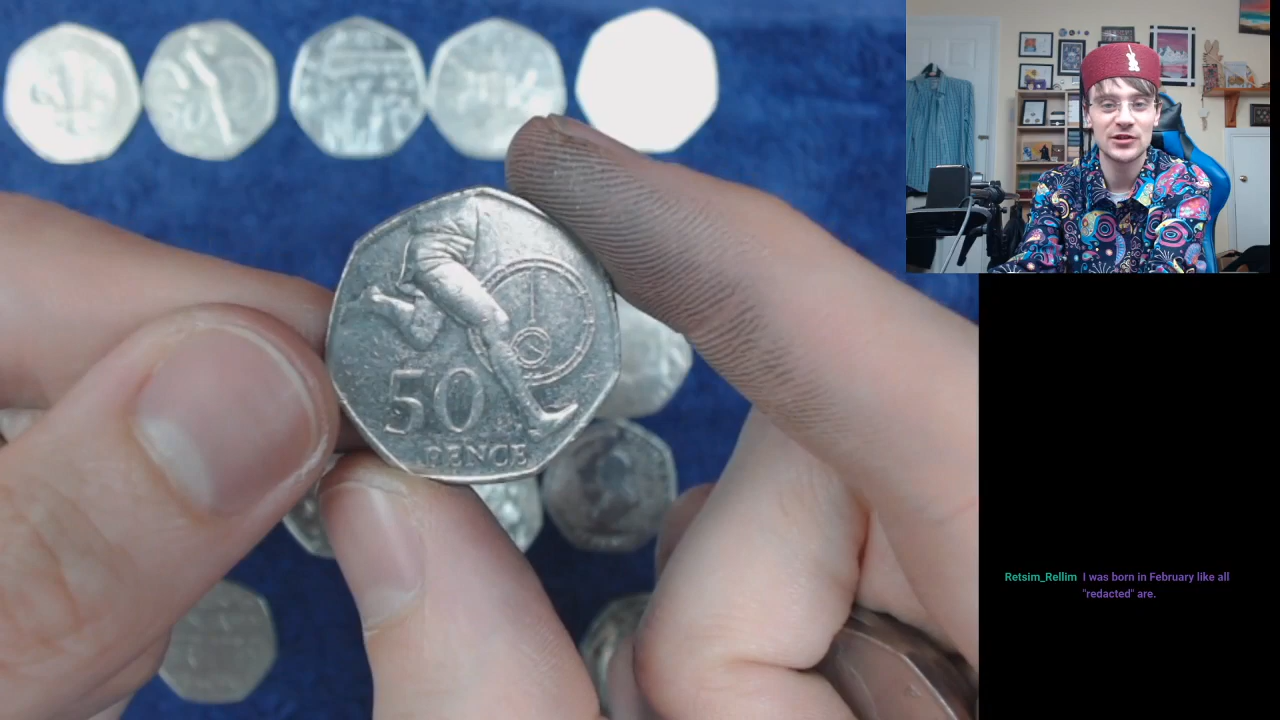 50
PENCE
Retsim_Rellim I was born in February like all
"redacted" are.